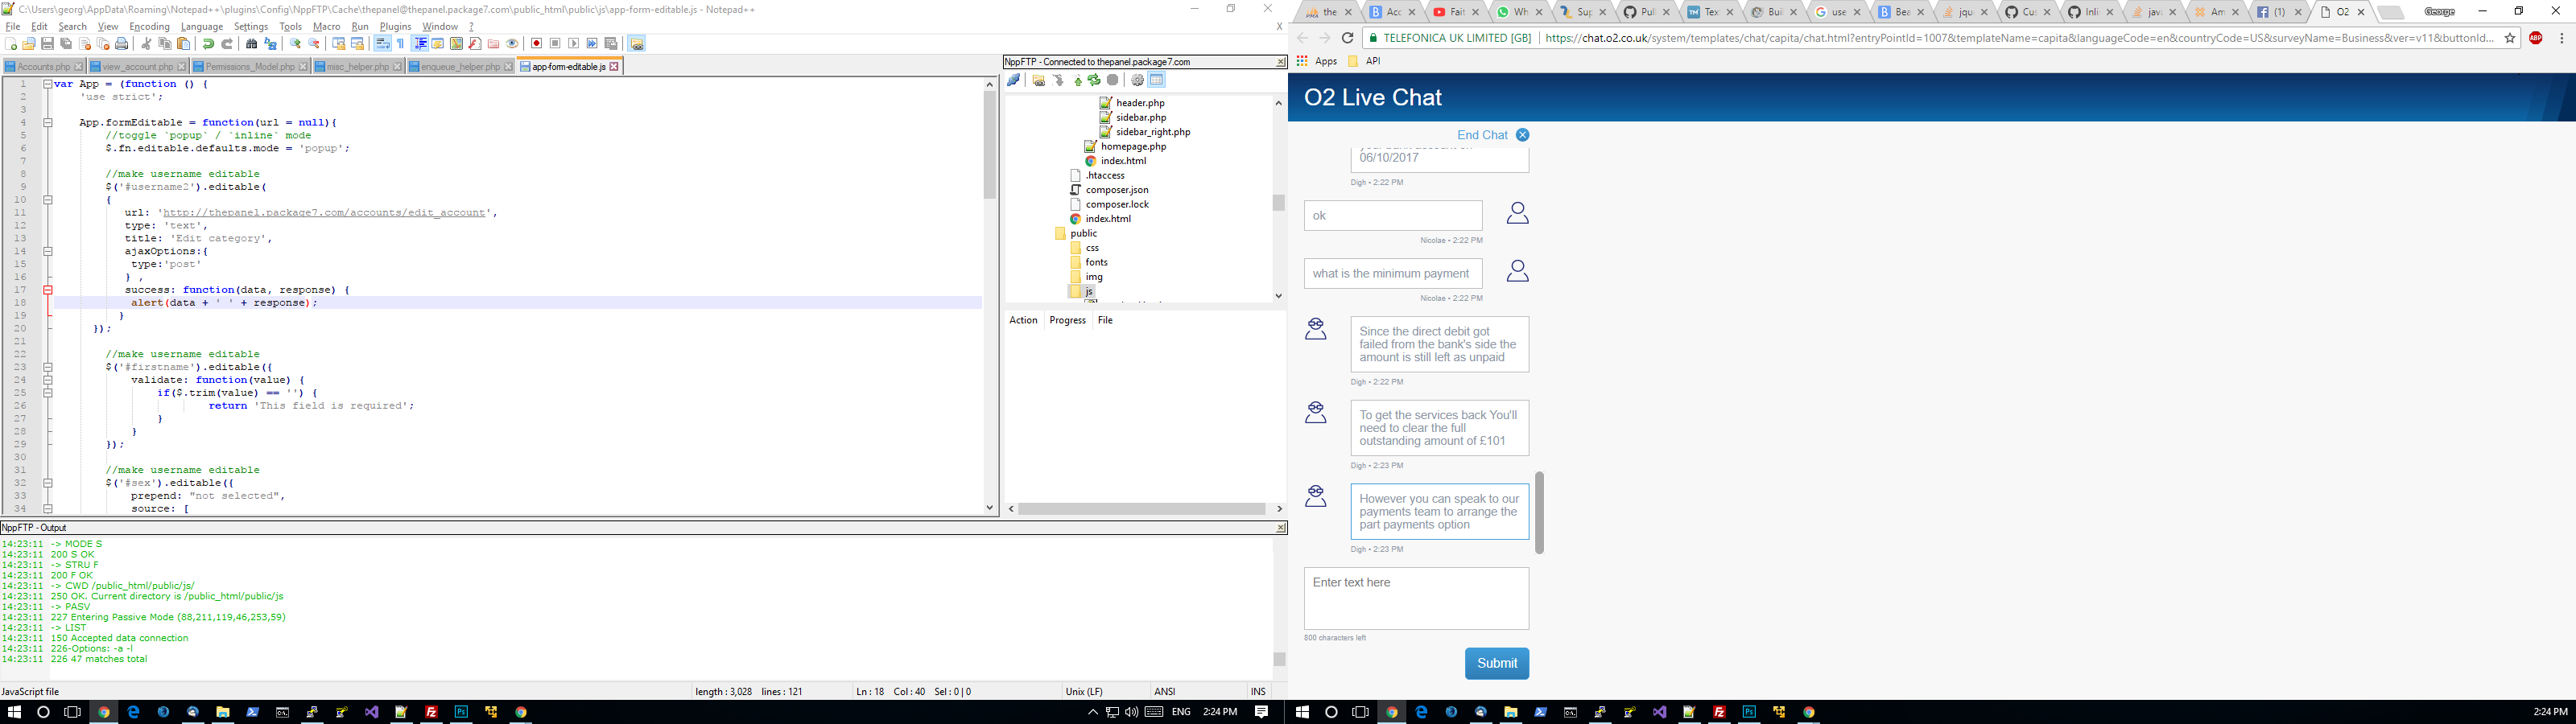 C:\Users\georg\AppData\Roaming\Notepad++\plugins\Config\NppFTP\Cache\thepanel@thepanel.package7.com\public_html\public\js\app-form-editable.js - Notepad++
File Edit Search View Encoding Language Settings Tools Macro Run Plugins Window ? X
Accounts.php view_account.php Permissions_Model.php misc_helper.php enqueue_helper.php app-form-editable.js
1 var App = (function () {
2 'use strict';
3
4 App.formEditable = function(url = null){
5 //toggle `popup` / `inline` mode
6 $.fn.editable.defaults.mode = 'popup';
7
8 //make username editable
9 $('#username2').editable(
10 {
11 url: 'http://thepanel.package7.com/accounts/edit_account',
12 type: 'text',
13 title: 'Edit category',
14 ajaxOptions:{
15 type:'post'
16 } ,
17 success: function(data, response) {
18 alert(data + ' ' + response);
19 }
20 });
21
22 //make username editable
23 $('#firstname').editable({
24 validate: function(value) {
25 if($.trim(value) == '') {
26 return 'This field is required';
27 }
28 }
29 });
30
31 //make username editable
32 $('#sex').editable({
33 prepend: "not selected",
34 source: [
NppFTP - Connected to thepanel.package7.com
header.php
sidebar.php
sidebar_right.php
homepage.php
index.html
.htaccess
composer.json
composer.lock
index.html
public
css
fonts
img
js
Action Progress File
NppFTP - Output
14:23:11 -> MODE S
14:23:11 200 S OK
14:23:11 -> STRU F
14:23:11 200 F OK
14:23:11 -> CWD /public_html/public/js/
14:23:11 250 OK. Current directory is /public_html/public/js
14:23:11 -> PASV
14:23:11 227 Entering Passive Mode (88,211,119,46,253,59)
14:23:11 -> LIST
14:23:11 150 Accepted data connection
14:23:11 226-Options: -a -l
14:23:11 226 47 matches total
JavaScript file length : 3,028 lines : 121 Ln : 18 Col : 40 Sel : 0 | 0 Unix (LF) ANSI INS
ENG 2:24 PM
the Acc Fait Wh Sup Pull Tex Buil use Bea jqu Cus Inli java Am (1) O2 George
TELEFONICA UK LIMITED [GB] https://chat.o2.co.uk/system/templates/chat/capita/chat.html?entryPointId=1007&templateName=capita&languageCode=en&countryCode=US&surveyName=Business&ver=v11&buttonId... ABP
Apps API
O2 Live Chat
End Chat
06/10/2017
Digh • 2:22 PM
ok
Nicolae • 2:22 PM
what is the minimum payment
Nicolae • 2:22 PM
Since the direct debit got
failed from the bank's side the
amount is still left as unpaid
Digh • 2:22 PM
To get the services back You'll
need to clear the full
outstanding amount of £101
Digh • 2:23 PM
However you can speak to our
payments team to arrange the
part payments option
Digh • 2:23 PM
Enter text here
800 characters left
Submit
2:24 PM